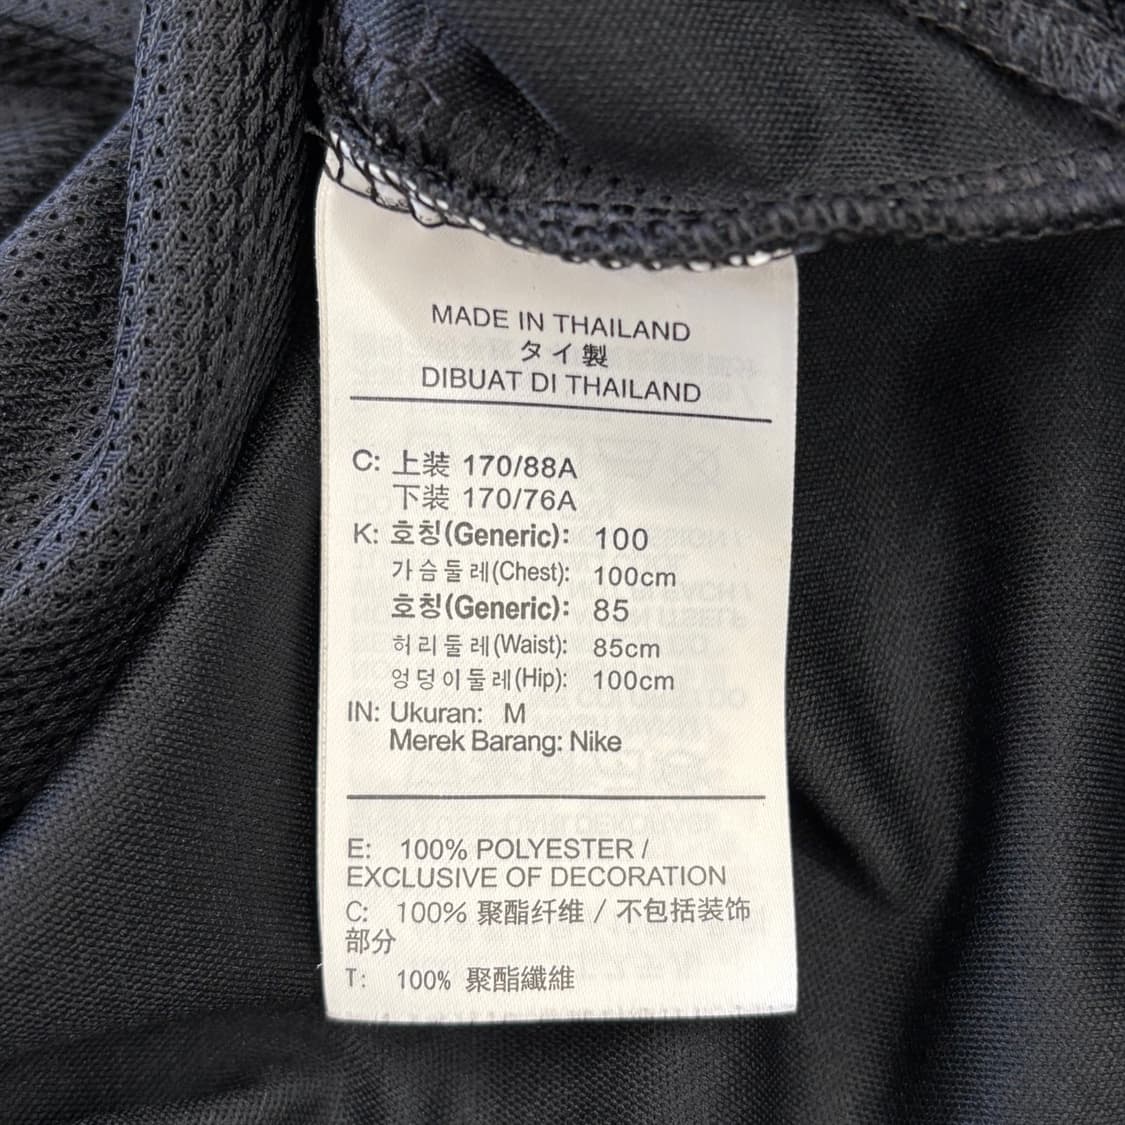 MADE IN THAILAND
タイ製
DIBUAT DI THAILAND
C: 上装 170/88A
下装 170/76A
K: 호칭(Generic): 100
가슴둘레(Chest): 100cm
호칭(Generic): 85
허리둘레(Waist): 85cm
엉덩이둘레(Hip): 100cm
IN: Ukuran: M
Merek Barang: Nike
E: 100% POLYESTER /
EXCLUSIVE OF DECORATION
C: 100% 聚酯纤维 / 不包括装饰
部分
T: 100% 聚酯纖維